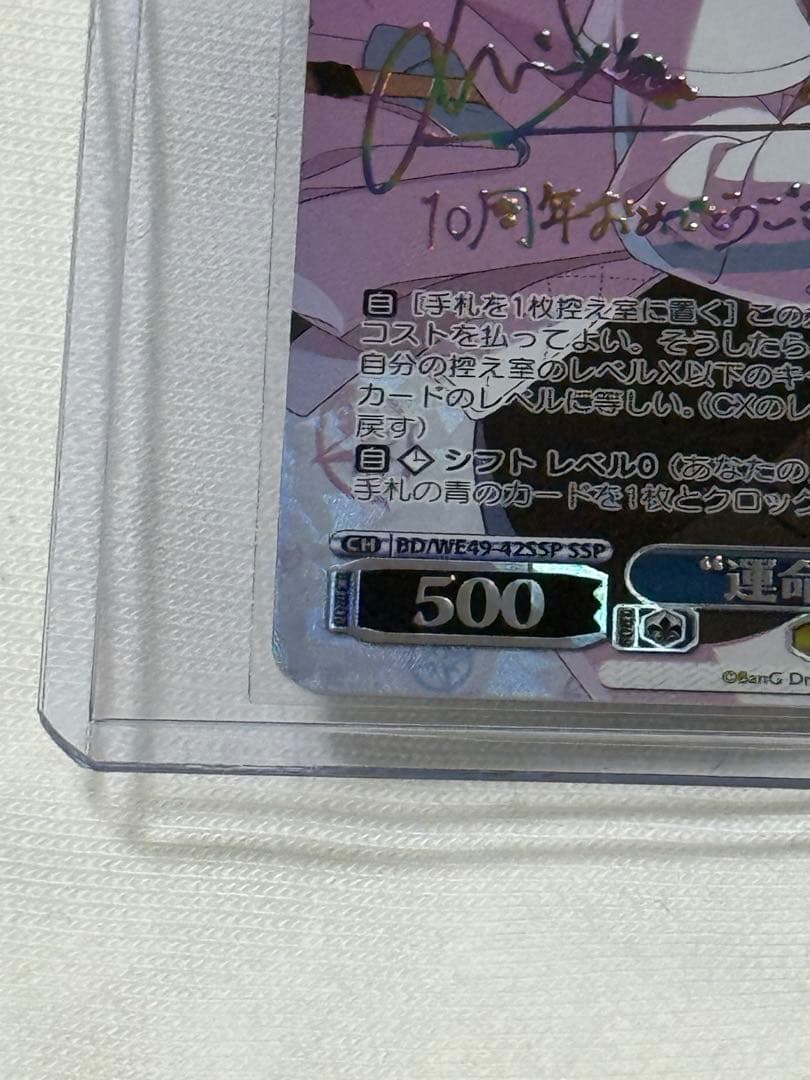 10周年おめでとうご
自 [手札を1枚控え室に置く] この
コストを払ってよい。そうしたら
自分の控え室のレベルX以下のキ
カードのレベルに等しい。(CXのレ
戻す)
自 シフト レベル0 (あなたの
手札の青のカードを1枚とクロッ
CH BD/WE49-42SSP SSP
500 "運命
SOUL
©BanG Dr